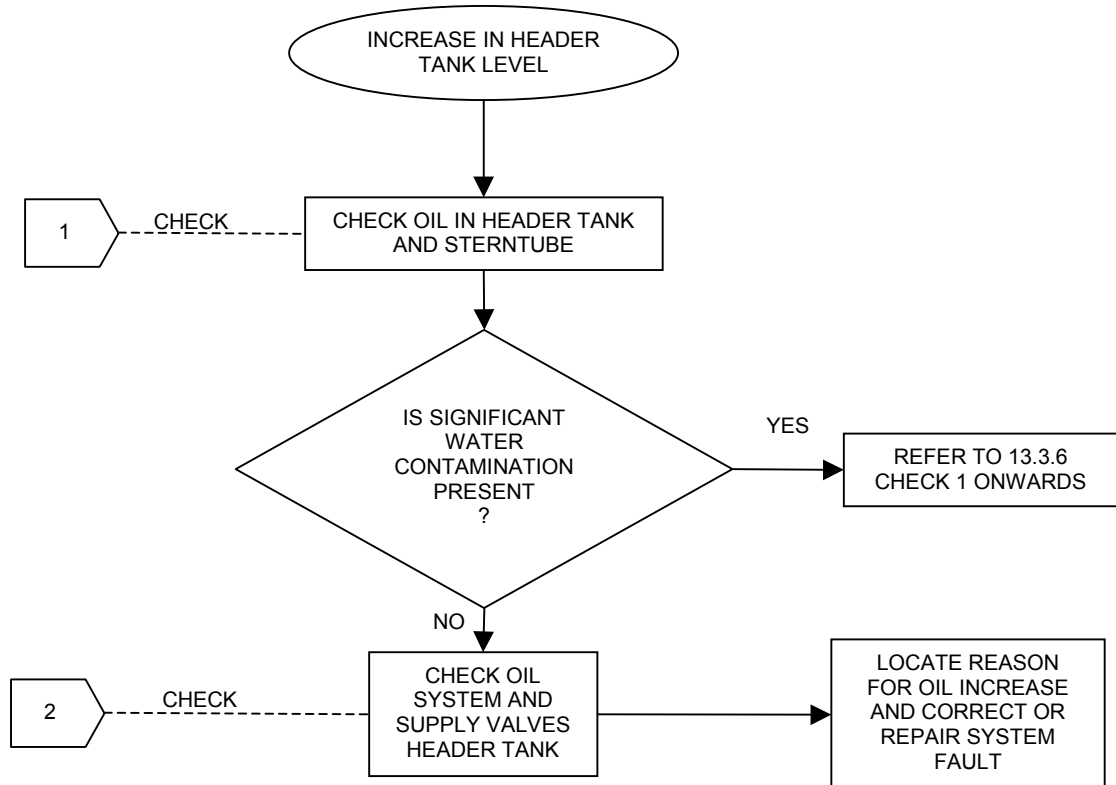 INCREASE IN HEADER
TANK LEVEL
1
CHECK
CHECK OIL IN HEADER TANK
AND STERNTUBE
IS SIGNIFICANT
WATER
CONTAMINATION
PRESENT
?
YES
REFER TO 13.3.6
CHECK 1 ONWARDS
NO
2
CHECK
CHECK OIL
SYSTEM AND
SUPPLY VALVES
HEADER TANK
LOCATE REASON
FOR OIL INCREASE
AND CORRECT OR
REPAIR SYSTEM
FAULT